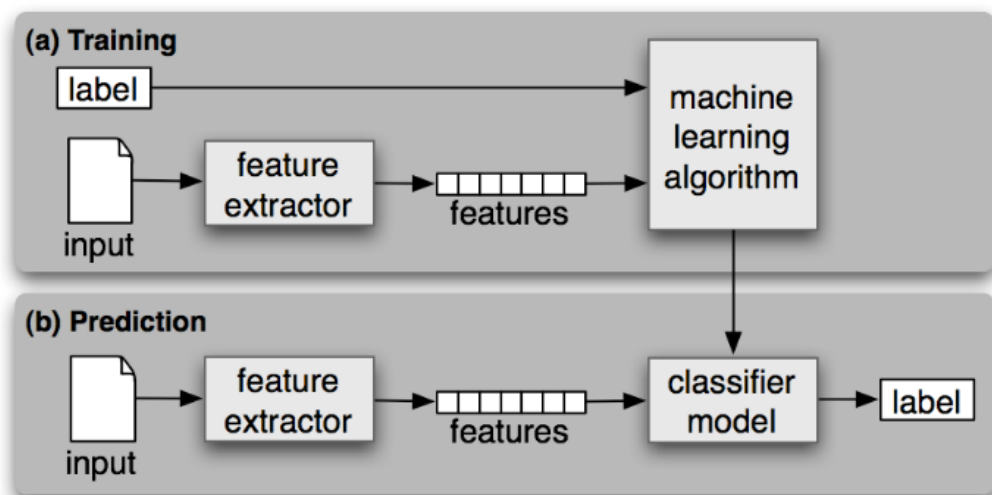 (a) Training
label
machine
learning
algorithm
feature
extractor
features
input
(b) Prediction
feature
extractor
features
classifier
model
label
input